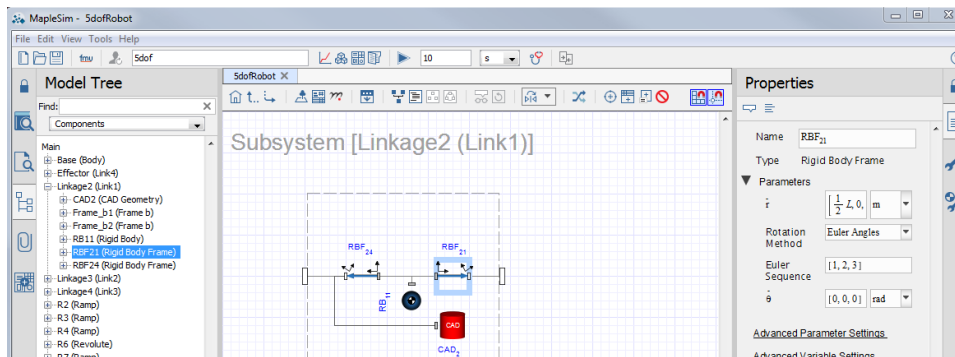 MapleSim - 5dofRobot
File Edit View Tools Help
5dof
10
s
Model Tree
Find:
Components
Main
Base (Body)
Effector (Link4)
Linkage2 (Link1)
CAD2 (CAD Geometry)
Frame_b1 (Frame b)
Frame_b2 (Frame b)
RB11 (Rigid Body)
RBF21 (Rigid Body Frame)
RBF24 (Rigid Body Frame)
Linkage3 (Link2)
Linkage4 (Link3)
R2 (Ramp)
R3 (Ramp)
R4 (Ramp)
R6 (Revolute)
R7 (Ramp)
5dofRobot
Subsystem [Linkage2 (Link1)]
RBF24
RBF21
RB11
CAD
CAD2
Properties
Name RBF21
Type Rigid Body Frame
Parameters
r̂ [1/2 L, 0, m
Rotation Method Euler Angles
Euler Sequence [1, 2, 3]
θ̂ [0, 0, 0] rad
Advanced Parameter Settings
Advanced Variable Settings